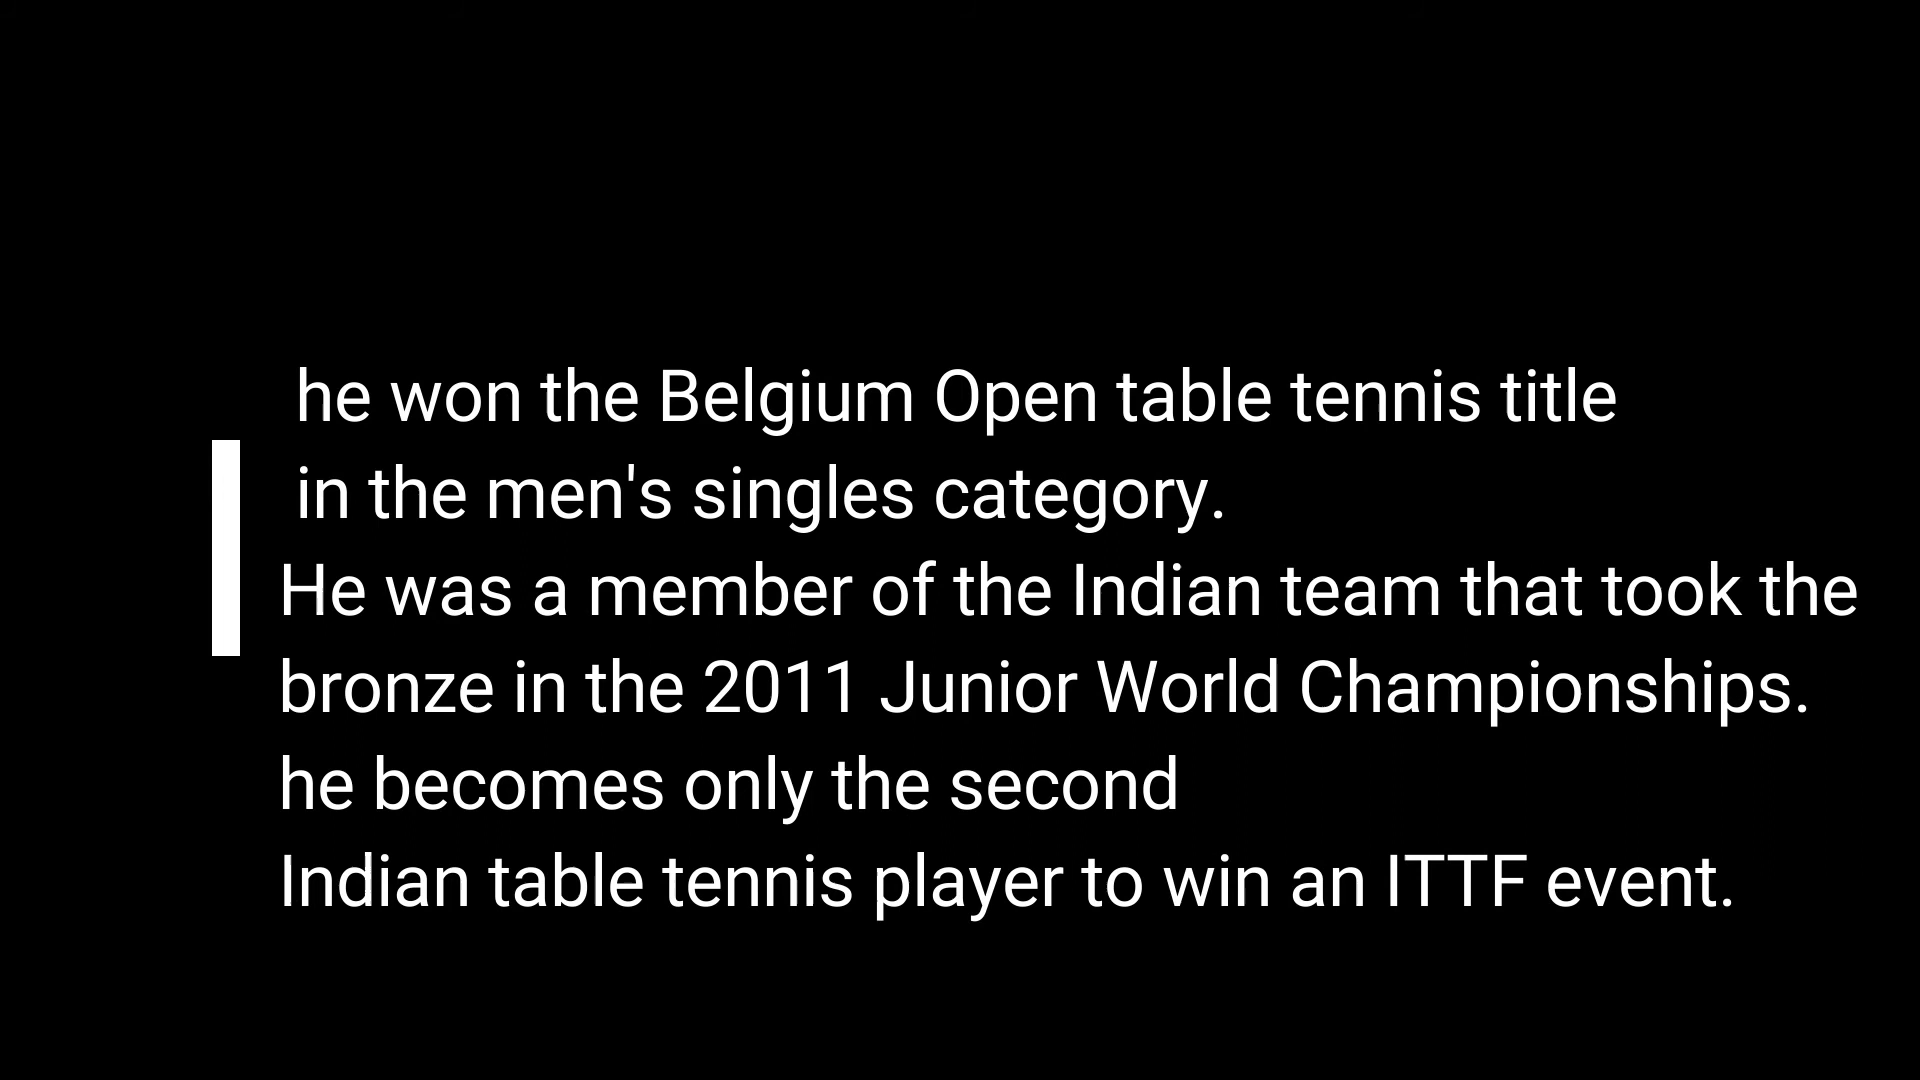 he won the Belgium Open table tennis title
in the men's singles category.
He was a member of the Indian team that took the
bronze in the 2011 Junior World Championships.
he becomes only the second
Indian table tennis player to win an ITTF event.